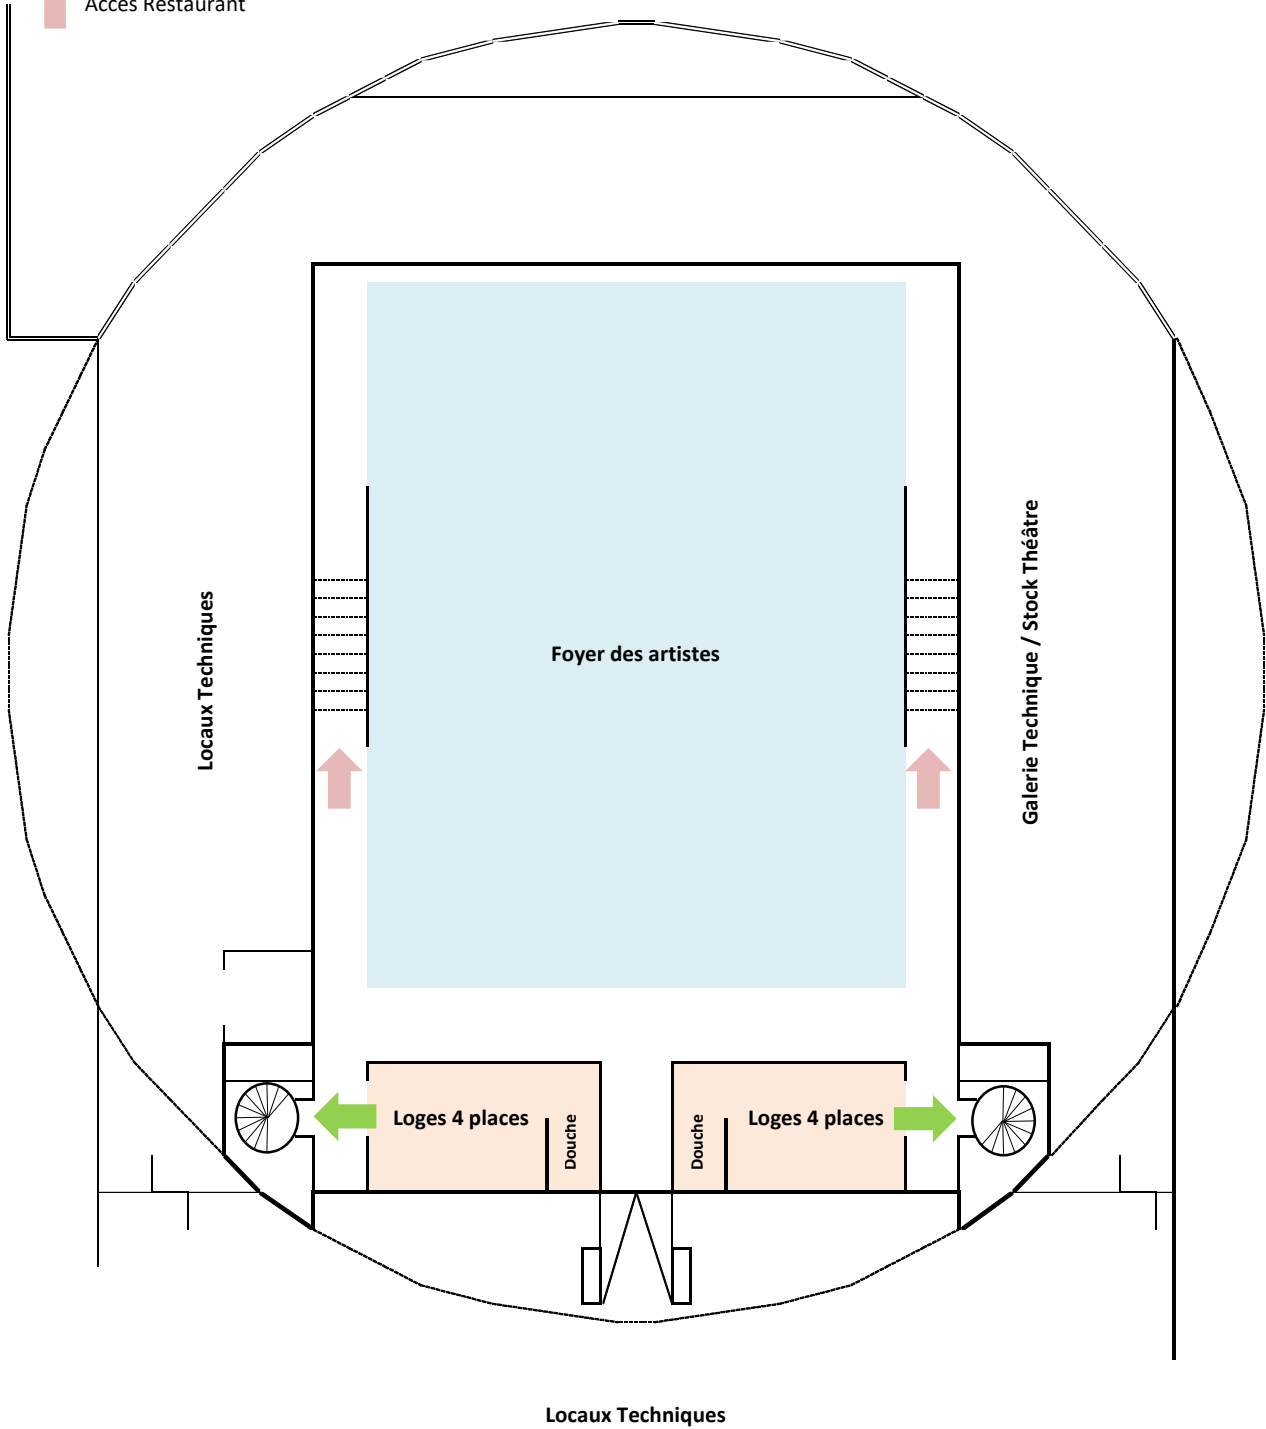 Accès Restaurant
Locaux Techniques
Foyer des artistes
Galerie Technique / Stock Théâtre
Loges 4 places
Douche
Douche
Loges 4 places
Locaux Techniques